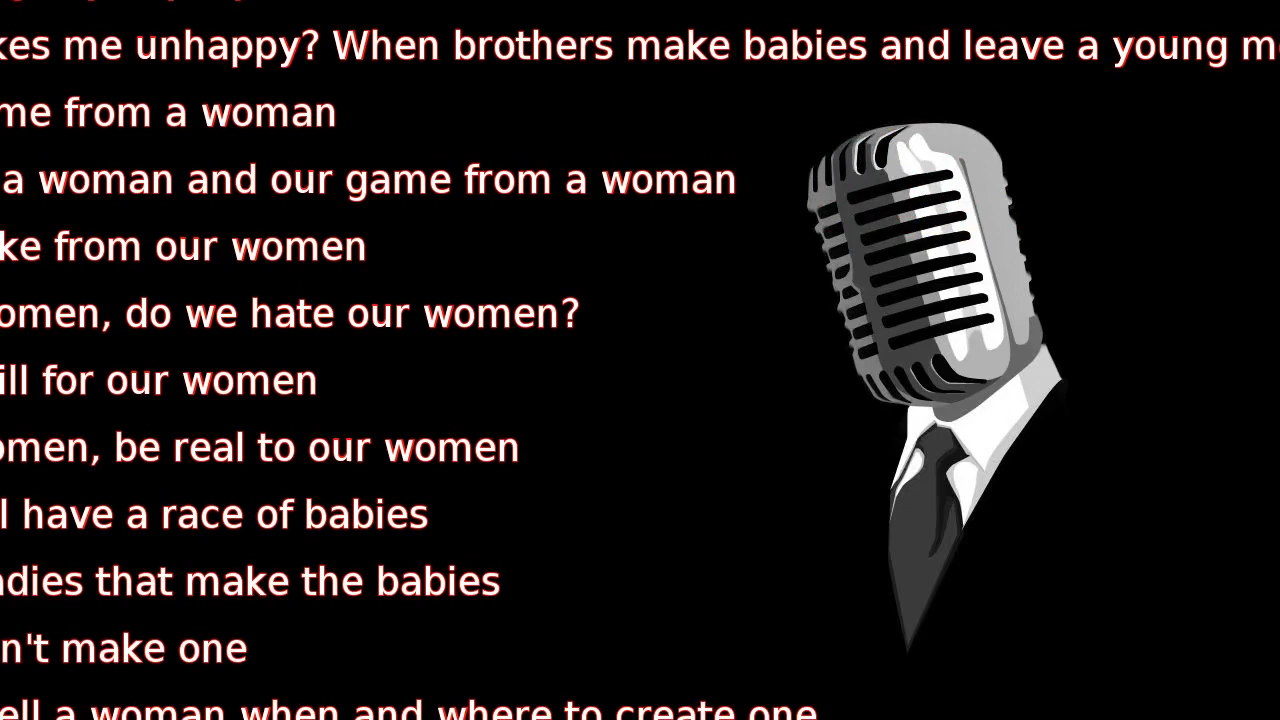 kes me unhappy? When brothers make babies and leave a young m
me from a woman
a woman and our game from a woman
ke from our women
omen, do we hate our women?
ill for our women
omen, be real to our women
l have a race of babies
adies that make the babies
n't make one
ell a woman when and where to create one